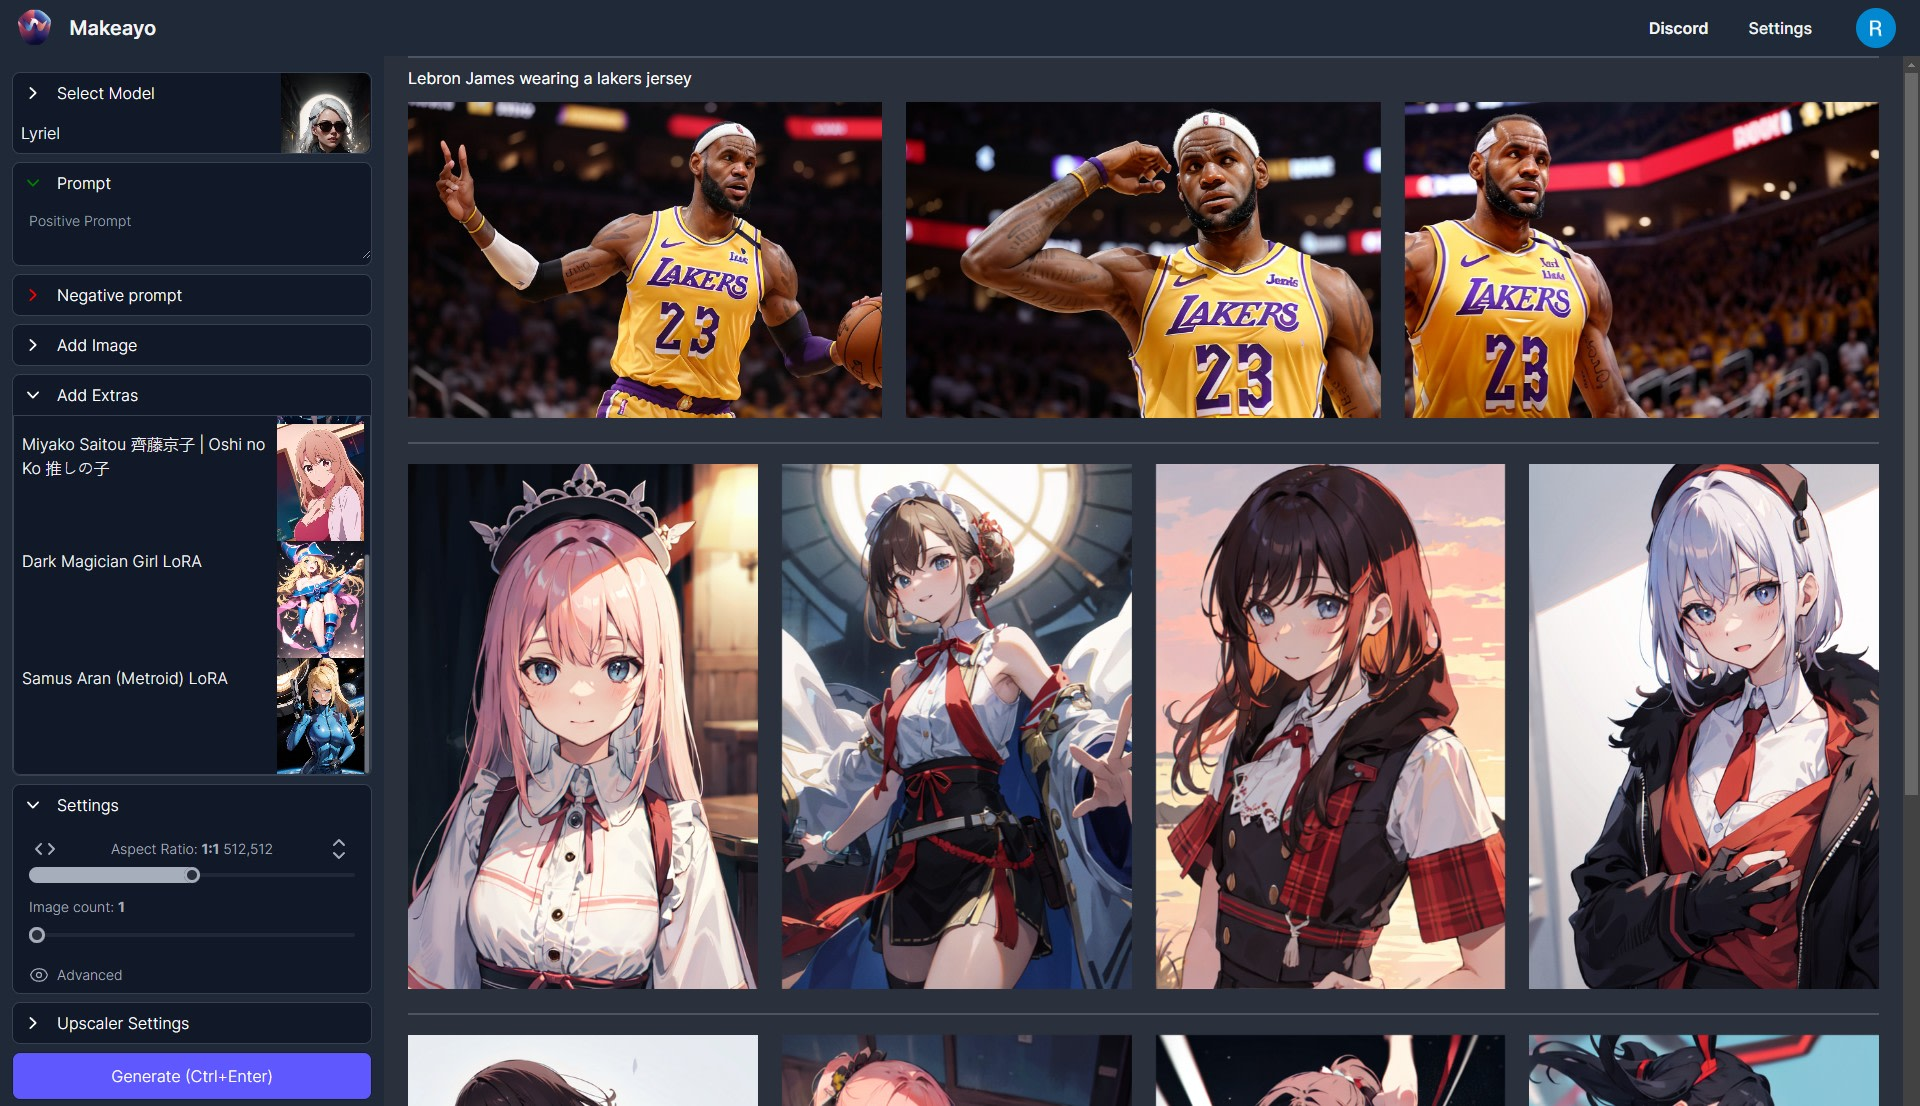 Makeayo
Discord
Settings
R
Select Model
Lyriel
Prompt
Positive Prompt
Negative prompt
Add Image
Add Extras
Miyako Saitou 齊藤京子 | Oshi no
Ko 推しの子
Dark Magician Girl LoRA
Samus Aran (Metroid) LoRA
Settings
Aspect Ratio: 1:1 512,512
Image count: 1
Advanced
Upscaler Settings
Generate (Ctrl+Enter)
Lebron James wearing a lakers jersey
LAKERS
23
LAKERS
23
LAKERS
23